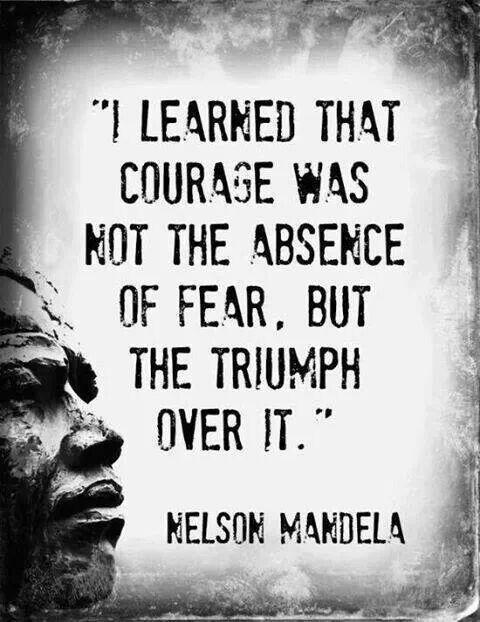 "I LEARNED THAT
COURAGE WAS
NOT THE ABSENCE
OF FEAR, BUT
THE TRIUMPH
OVER IT."
NELSON MANDELA